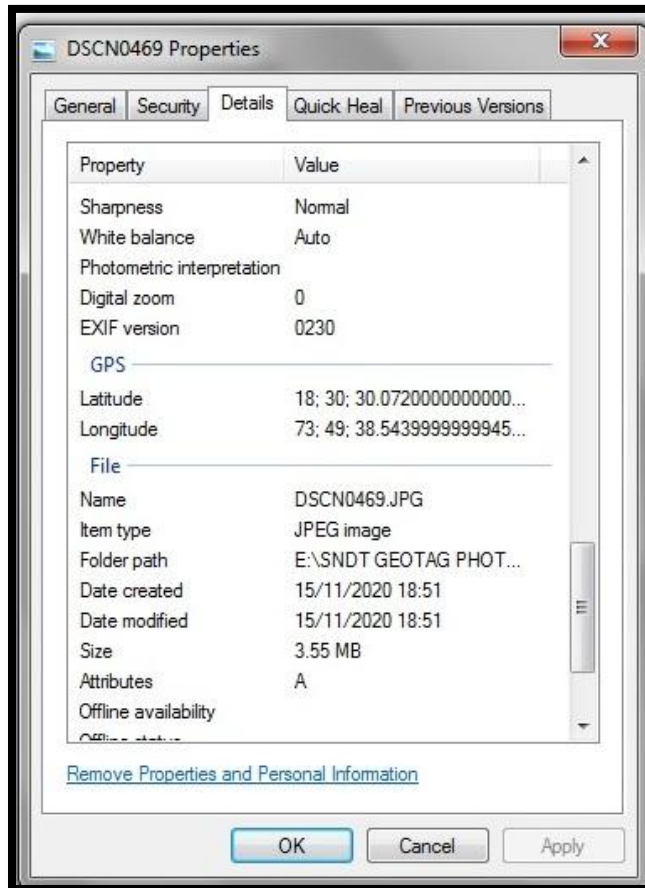 DSCN0469 Properties
General Security Details Quick Heal Previous Versions
Property Value
Sharpness Normal
White balance Auto
Photometric interpretation
Digital zoom 0
EXIF version 0230
GPS
Latitude 18; 30; 30.0720000000000...
Longitude 73; 49; 38.5439999999945...
File
Name DSCN0469.JPG
Item type JPEG image
Folder path E:\SNDT GEOTAG PHOT...
Date created 15/11/2020 18:51
Date modified 15/11/2020 18:51
Size 3.55 MB
Attributes A
Offline availability
Offline status
Remove Properties and Personal Information
OK Cancel Apply